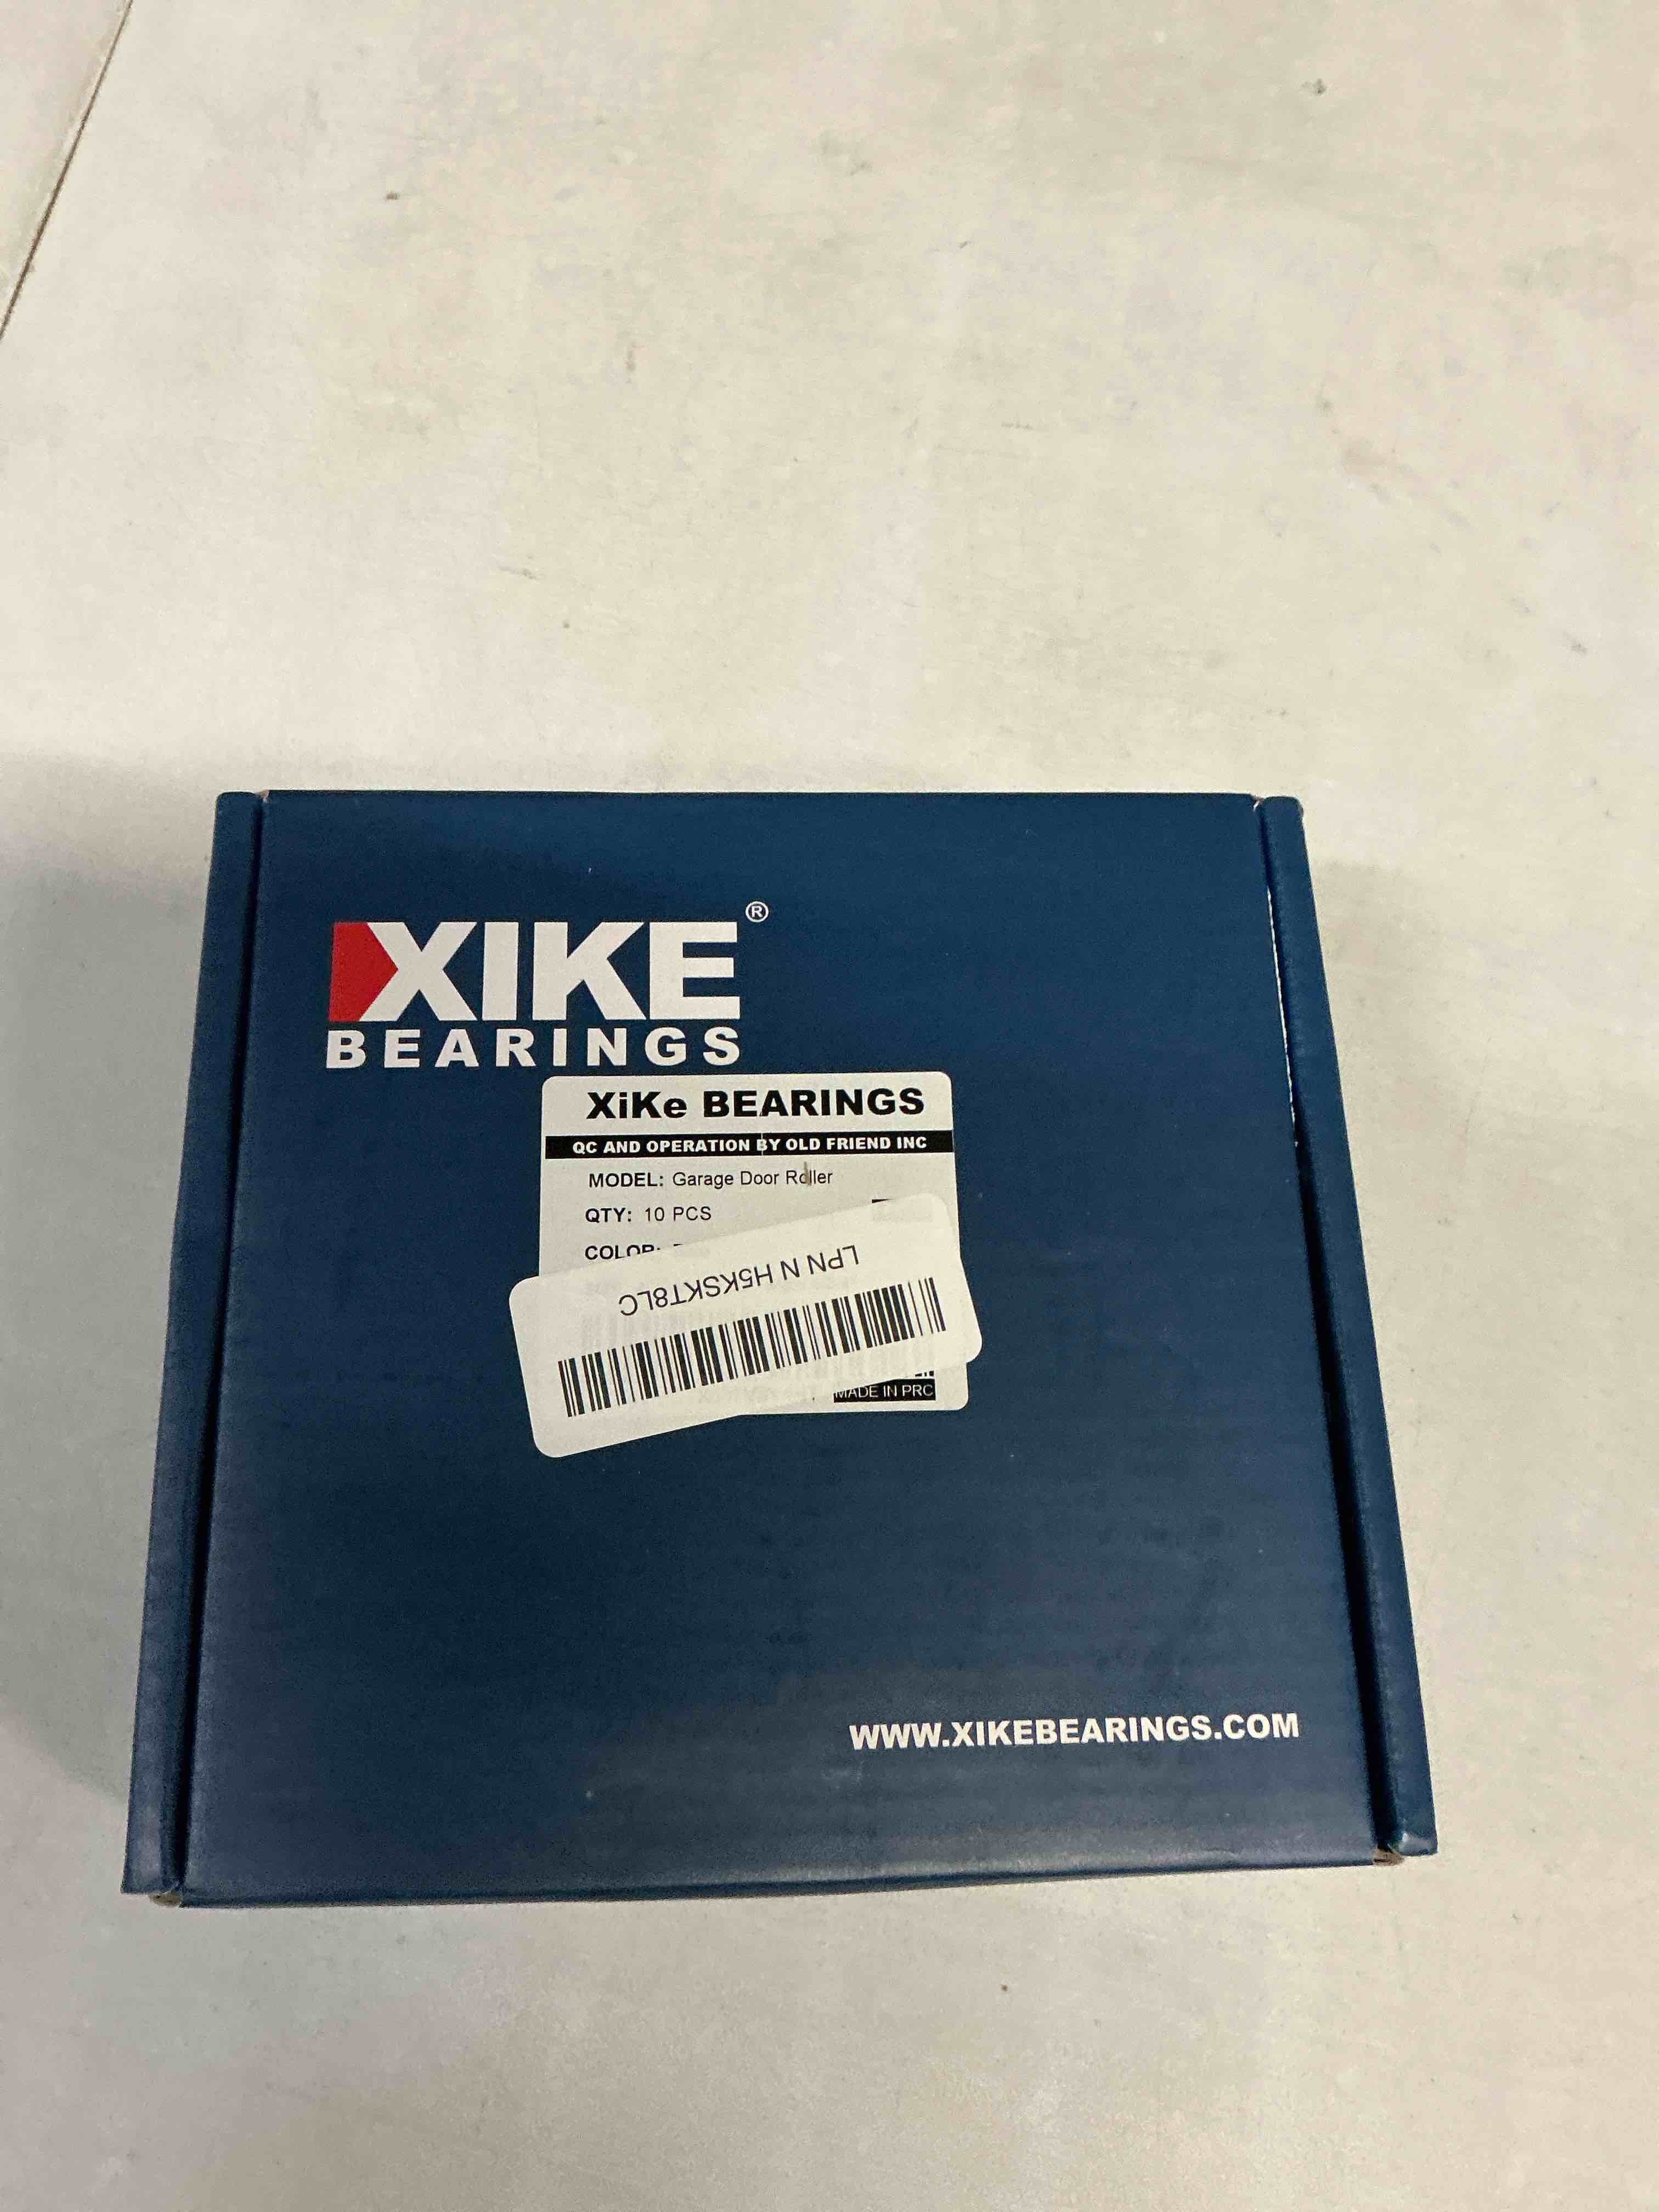 XIKE®
BEARINGS
XiKe BEARINGS
QC AND OPERATION BY OLD FRIEND INC
MODEL: Garage Door Roller
QTY: 10 PCS
COLOR:
LPN N H5KSKT8LC
MADE IN PRC
WWW.XIKEBEARINGS.COM